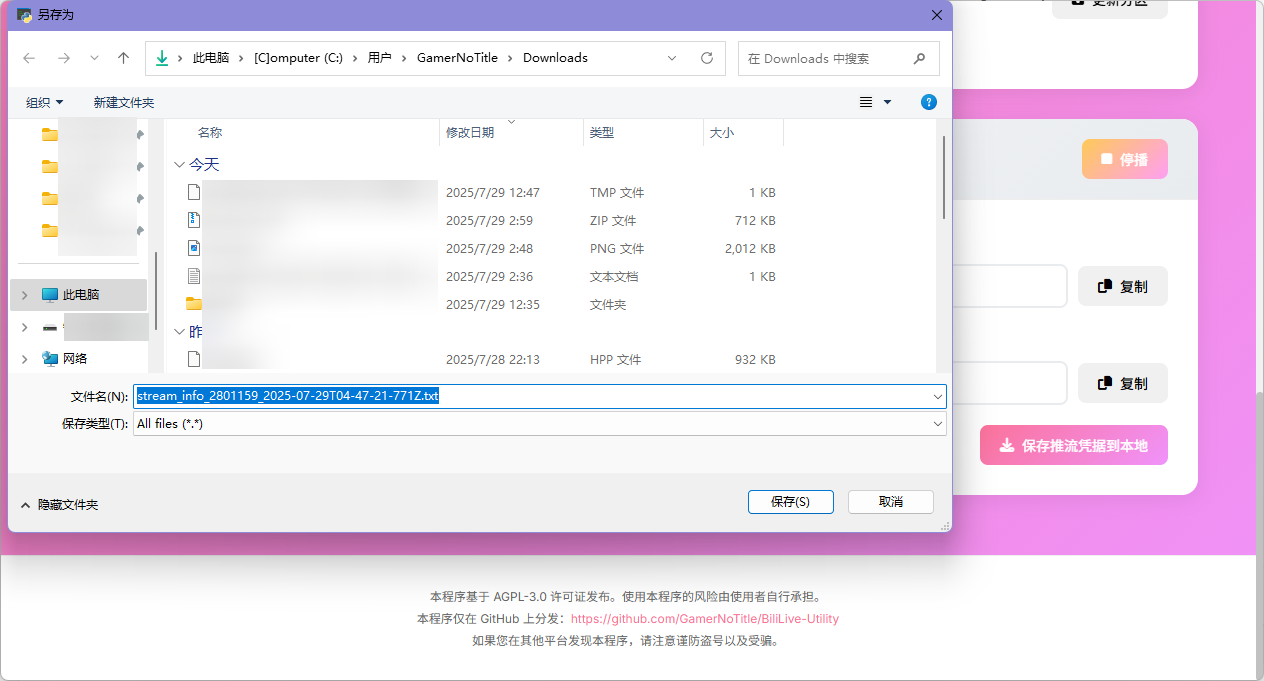 另存为
更新分区
此电脑 › [C]omputer (C:) › 用户 › GamerNoTitle › Downloads
在 Downloads 中搜索
组织 新建文件夹
名称 修改日期 类型 大小
今天
2025/7/29 12:47 TMP 文件 1 KB
2025/7/29 2:59 ZIP 文件 712 KB
2025/7/29 2:48 PNG 文件 2,012 KB
2025/7/29 2:36 文本文档 1 KB
2025/7/29 12:35 文件夹
昨
2025/7/28 22:13 HPP 文件 932 KB
此电脑
网络
文件名(N): stream_info_2801159_2025-07-29T04-47-21-771Z.txt
保存类型(T): All files (*.*)
隐藏文件夹
保存(S) 取消
停播
复制
复制
保存推流凭据到本地
本程序基于 AGPL-3.0 许可证发布。使用本程序的风险由使用者自行承担。
本程序仅在 GitHub 上分发：https://github.com/GamerNoTitle/BiliLive-Utility
如果您在其他平台发现本程序，请注意谨防盗号以及受骗。